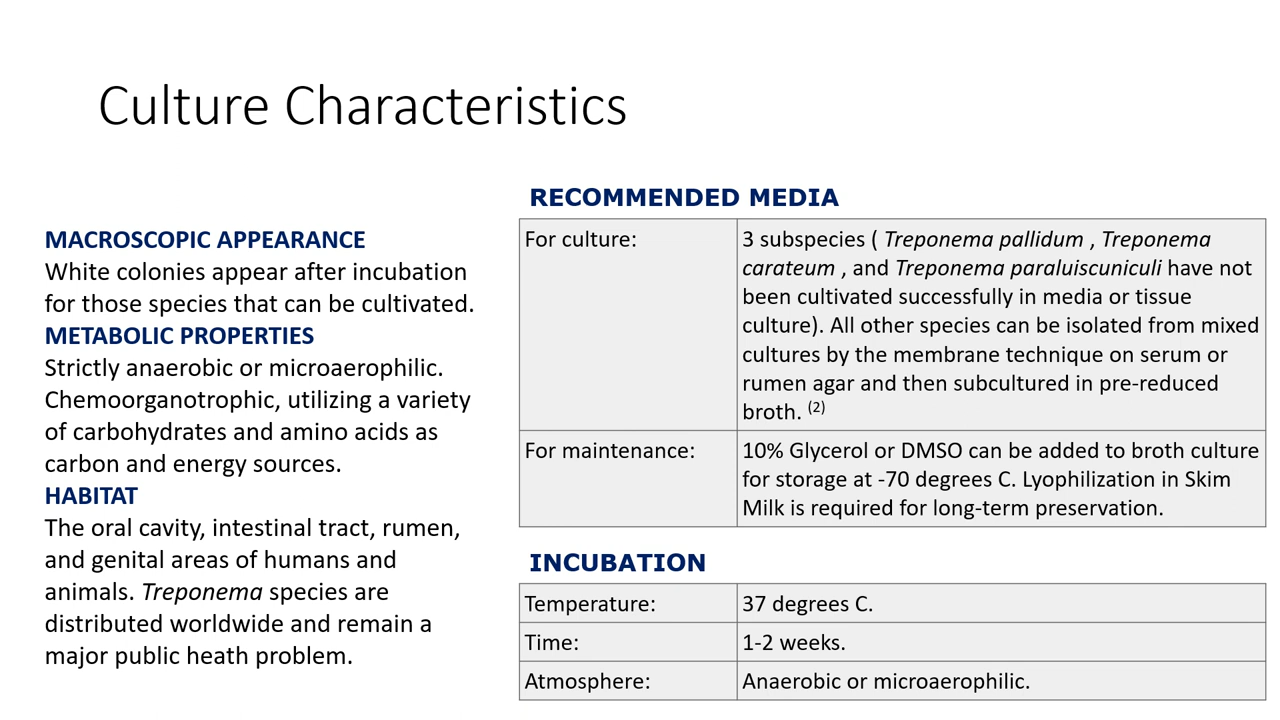 Culture Characteristics
MACROSCOPIC APPEARANCE
White colonies appear after incubation
for those species that can be cultivated.
METABOLIC PROPERTIES
Strictly anaerobic or microaerophilic.
Chemoorganotrophic, utilizing a variety
of carbohydrates and amino acids as
carbon and energy sources.
HABITAT
The oral cavity, intestinal tract, rumen,
and genital areas of humans and
animals. Treponema species are
distributed worldwide and remain a
major public heath problem.
RECOMMENDED MEDIA
For culture:
3 subspecies ( Treponema pallidum , Treponema
carateum , and Treponema paraluiscuniculi have not
been cultivated successfully in media or tissue
culture). All other species can be isolated from mixed
cultures by the membrane technique on serum or
rumen agar and then subcultured in pre-reduced
broth. (2)
For maintenance:
10% Glycerol or DMSO can be added to broth culture
for storage at -70 degrees C. Lyophilization in Skim
Milk is required for long-term preservation.
INCUBATION
Temperature: 37 degrees C.
Time: 1-2 weeks.
Atmosphere: Anaerobic or microaerophilic.